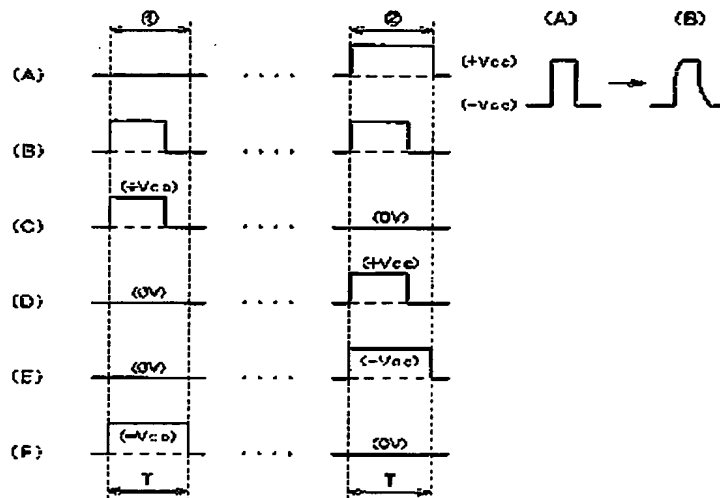 ① ②
(A) (B)
(A)
(+Vcc)
(-Vcc)
(B)
(C) (+Vcc) (0V)
(D) (0V) (+Vcc)
(E) (0V) (-Vcc)
(F) (-Vcc) (0V)
T T